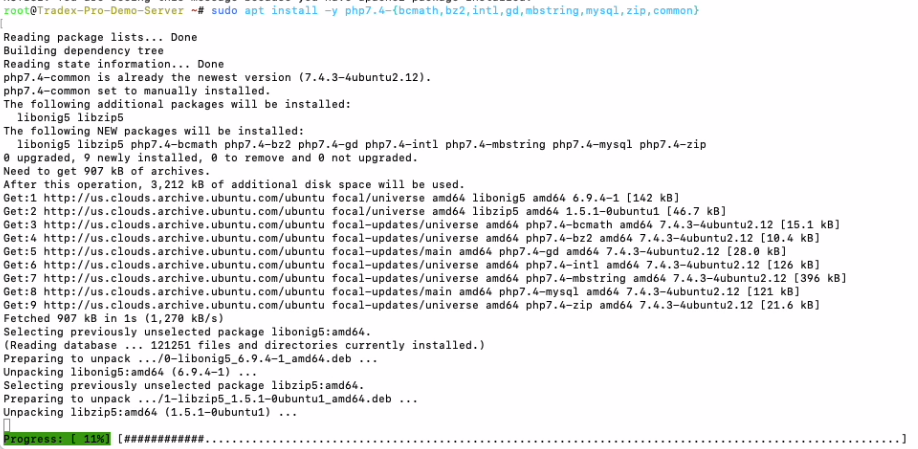 root@Tradex-Pro-Demo-Server ~# sudo apt install -y php7.4-{bcmath,bz2,intl,gd,mbstring,mysql,zip,common}
Reading package lists... Done
Building dependency tree
Reading state information... Done
php7.4-common is already the newest version (7.4.3-4ubuntu2.12).
php7.4-common set to manually installed.
The following additional packages will be installed:
  libonig5 libzip5
The following NEW packages will be installed:
  libonig5 libzip5 php7.4-bcmath php7.4-bz2 php7.4-gd php7.4-intl php7.4-mbstring php7.4-mysql php7.4-zip
0 upgraded, 9 newly installed, 0 to remove and 0 not upgraded.
Need to get 907 kB of archives.
After this operation, 3,212 kB of additional disk space will be used.
Get:1 http://us.clouds.archive.ubuntu.com/ubuntu focal/universe amd64 libonig5 amd64 6.9.4-1 [142 kB]
Get:2 http://us.clouds.archive.ubuntu.com/ubuntu focal/universe amd64 libzip5 amd64 1.5.1-0ubuntu1 [46.7 kB]
Get:3 http://us.clouds.archive.ubuntu.com/ubuntu focal-updates/universe amd64 php7.4-bcmath amd64 7.4.3-4ubuntu2.12 [15.1 kB]
Get:4 http://us.clouds.archive.ubuntu.com/ubuntu focal-updates/universe amd64 php7.4-bz2 amd64 7.4.3-4ubuntu2.12 [10.4 kB]
Get:5 http://us.clouds.archive.ubuntu.com/ubuntu focal-updates/main amd64 php7.4-gd amd64 7.4.3-4ubuntu2.12 [28.0 kB]
Get:6 http://us.clouds.archive.ubuntu.com/ubuntu focal-updates/universe amd64 php7.4-intl amd64 7.4.3-4ubuntu2.12 [126 kB]
Get:7 http://us.clouds.archive.ubuntu.com/ubuntu focal-updates/universe amd64 php7.4-mbstring amd64 7.4.3-4ubuntu2.12 [396 kB]
Get:8 http://us.clouds.archive.ubuntu.com/ubuntu focal-updates/main amd64 php7.4-mysql amd64 7.4.3-4ubuntu2.12 [121 kB]
Get:9 http://us.clouds.archive.ubuntu.com/ubuntu focal-updates/universe amd64 php7.4-zip amd64 7.4.3-4ubuntu2.12 [21.6 kB]
Fetched 907 kB in 1s (1,270 kB/s)
Selecting previously unselected package libonig5:amd64.
(Reading database ... 121251 files and directories currently installed.)
Preparing to unpack .../0-libonig5_6.9.4-1_amd64.deb ...
Unpacking libonig5:amd64 (6.9.4-1) ...
Selecting previously unselected package libzip5:amd64.
Preparing to unpack .../1-libzip5_1.5.1-0ubuntu1_amd64.deb ...
Unpacking libzip5:amd64 (1.5.1-0ubuntu1) ...
Progress: [ 11%] [############..........................................................................................................]